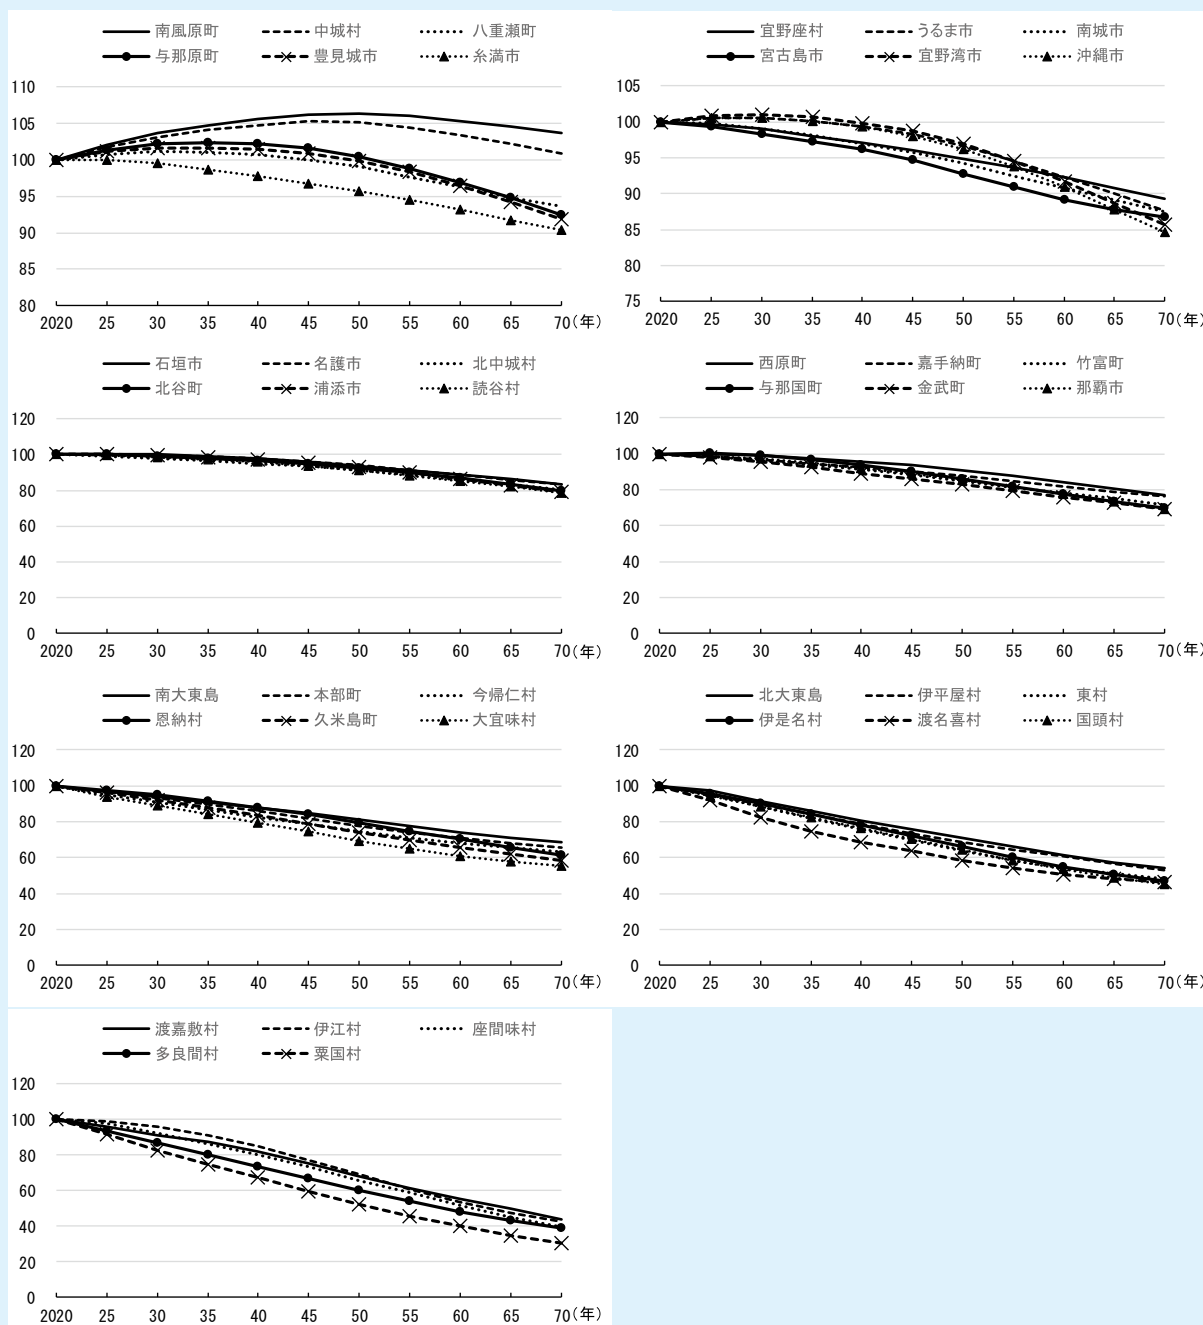 南風原町 中城村 八重瀬町
与那原町 豊見城市 糸満市
110
105
100
95
90
85
80
2020 25 30 35 40 45 50 55 60 65 70(年)
宜野座村 うるま市 南城市
宮古島市 宜野湾市 沖縄市
105
100
95
90
85
80
75
2020 25 30 35 40 45 50 55 60 65 70(年)
石垣市 名護市 北中城村
北谷町 浦添市 読谷村
120
100
80
60
40
20
0
2020 25 30 35 40 45 50 55 60 65 70(年)
西原町 嘉手納町 竹富町
与那国町 金武町 那覇市
120
100
80
60
40
20
0
2020 25 30 35 40 45 50 55 60 65 70(年)
南大東島 本部町 今帰仁村
恩納村 久米島町 大宜味村
120
100
80
60
40
20
0
2020 25 30 35 40 45 50 55 60 65 70(年)
北大東島 伊平屋村 東村
伊是名村 渡名喜村 国頭村
120
100
80
60
40
20
0
2020 25 30 35 40 45 50 55 60 65 70(年)
渡嘉敷村 伊江村 座間味村
多良間村 粟国村
120
100
80
60
40
20
0
2020 25 30 35 40 45 50 55 60 65 70(年)